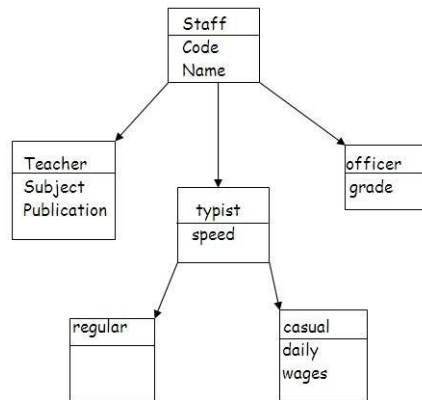 Staff
Code
Name
Teacher
Subject
Publication
typist
speed
officer
grade
regular
casual
daily
wages